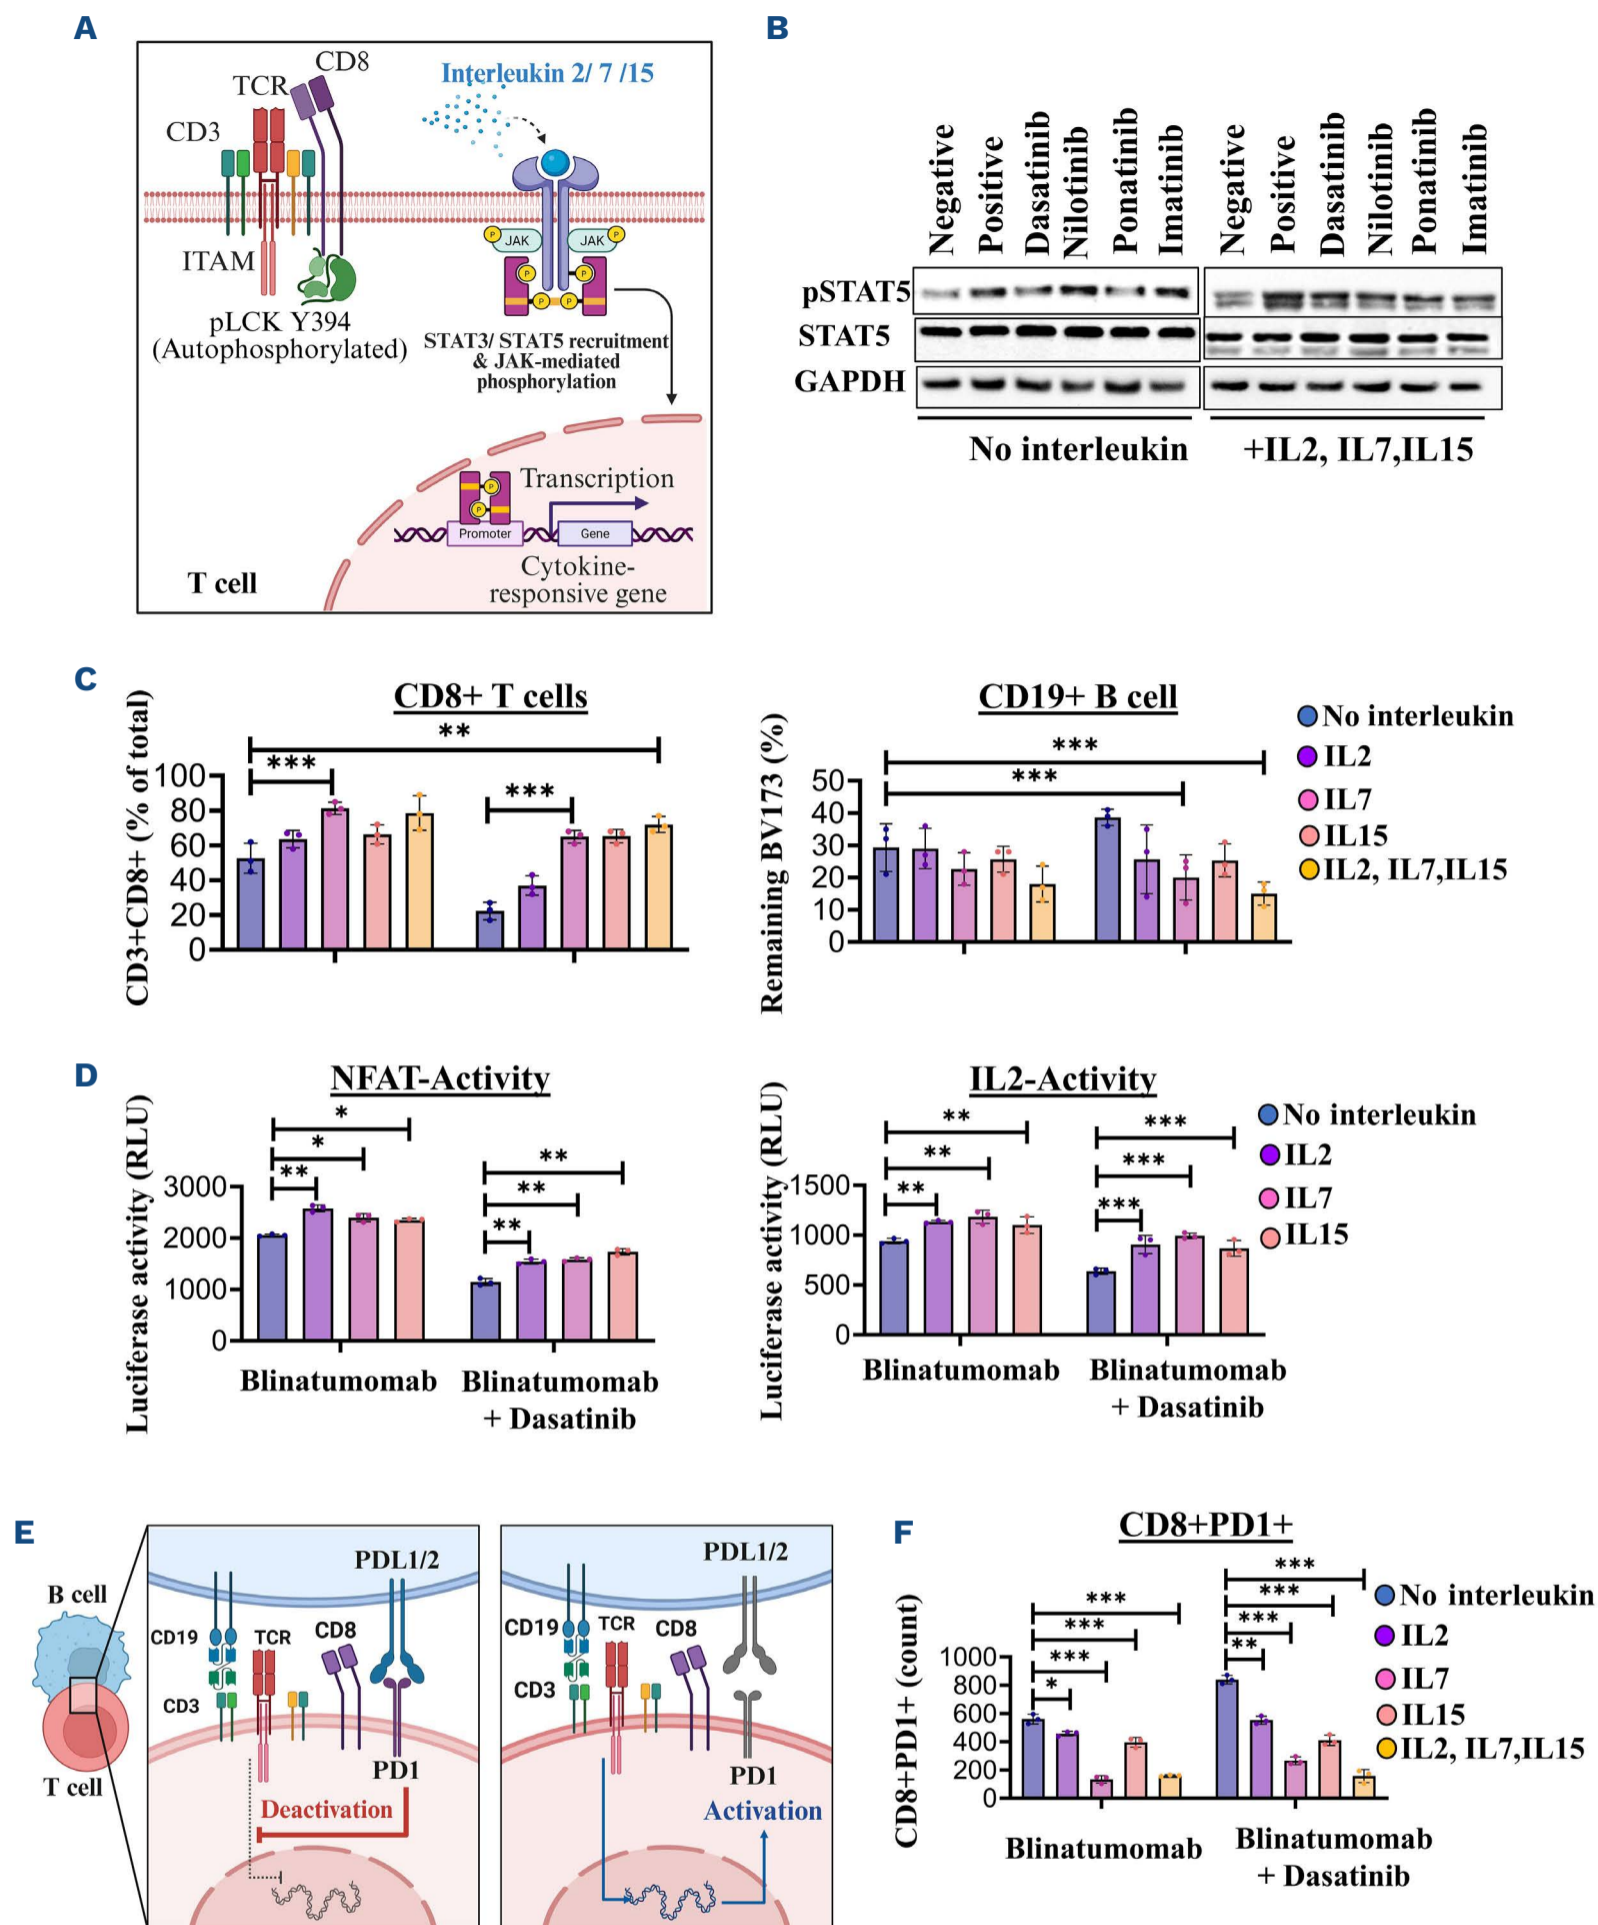 A
CD8
TCR
CD3
Interleukin 2/ 7 /15
P
JAK
JAK
P
P
P
P
P
ITAM
pLCK Y394
(Autophosphorylated)
STAT3/ STAT5 recruitment
& JAK-mediated
phosphorylation
P
P
Transcription
Promoter
Gene
Cytokine-
responsive gene
T cell
B
Negative
Positive
Dasatinib
Nilotinib
Ponatinib
Imatinib
Negative
Positive
Dasatinib
Nilotinib
Ponatinib
Imatinib
pSTAT5
STAT5
GAPDH
No interleukin
+IL2, IL7,IL15
C
CD8+ T cells
CD3+CD8+ (% of total)
**
***
***
100
80
60
40
20
0
CD19+ B cell
Remaining BV173 (%)
***
***
50
40
30
20
10
0
No interleukin
IL2
IL7
IL15
IL2, IL7,IL15
D
NFAT-Activity
Luciferase activity (RLU)
*
*
**
**
**
**
3000
2000
1000
0
Blinatumomab
Blinatumomab
+ Dasatinib
IL2-Activity
Luciferase activity (RLU)
**
**
**
***
***
***
1500
1000
500
0
Blinatumomab
Blinatumomab
+ Dasatinib
No interleukin
IL2
IL7
IL15
E
B cell
T cell
PDL1/2
CD19
TCR
CD8
CD3
PD1
Deactivation
PDL1/2
CD19
TCR
CD8
CD3
PD1
Activation
F
CD8+PD1+
CD8+PD1+ (count)
***
***
***
*
***
***
***
**
1000
800
600
400
200
0
Blinatumomab
Blinatumomab
+ Dasatinib
No interleukin
IL2
IL7
IL15
IL2, IL7,IL15